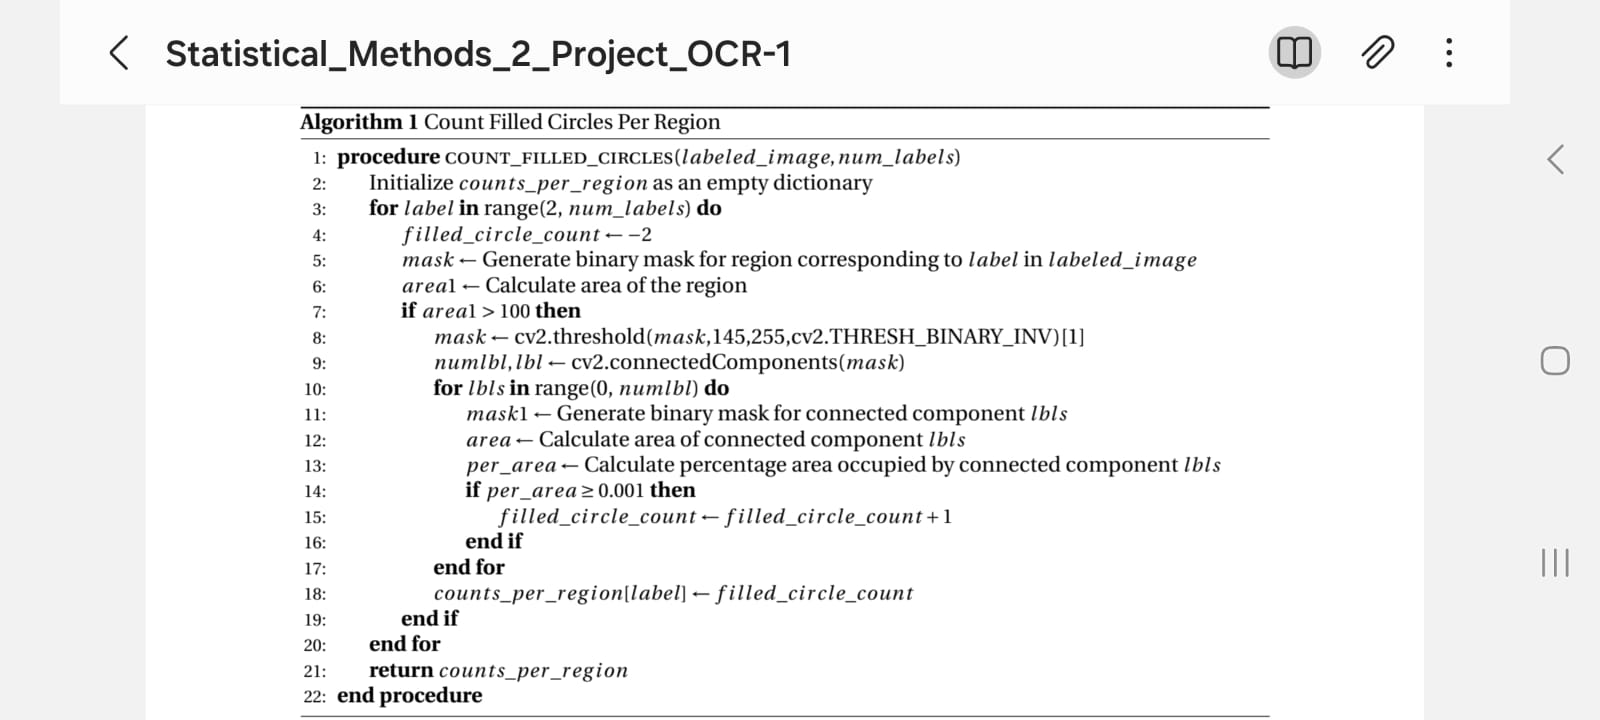 Statistical_Methods_2_Project_OCR-1
Algorithm 1 Count Filled Circles Per Region
1: procedure COUNT_FILLED_CIRCLES(labeled_image, num_labels)
2: Initialize counts_per_region as an empty dictionary
3: for label in range(2, num_labels) do
4: filled_circle_count ← −2
5: mask ← Generate binary mask for region corresponding to label in labeled_image
6: area1 ← Calculate area of the region
7: if area1 > 100 then
8: mask ← cv2.threshold(mask,145,255,cv2.THRESH_BINARY_INV)[1]
9: numlbl, lbl ← cv2.connectedComponents(mask)
10: for lbls in range(0, numlbl) do
11: mask1 ← Generate binary mask for connected component lbls
12: area ← Calculate area of connected component lbls
13: per_area ← Calculate percentage area occupied by connected component lbls
14: if per_area ≥ 0.001 then
15: filled_circle_count ← filled_circle_count + 1
16: end if
17: end for
18: counts_per_region[label] ← filled_circle_count
19: end if
20: end for
21: return counts_per_region
22: end procedure